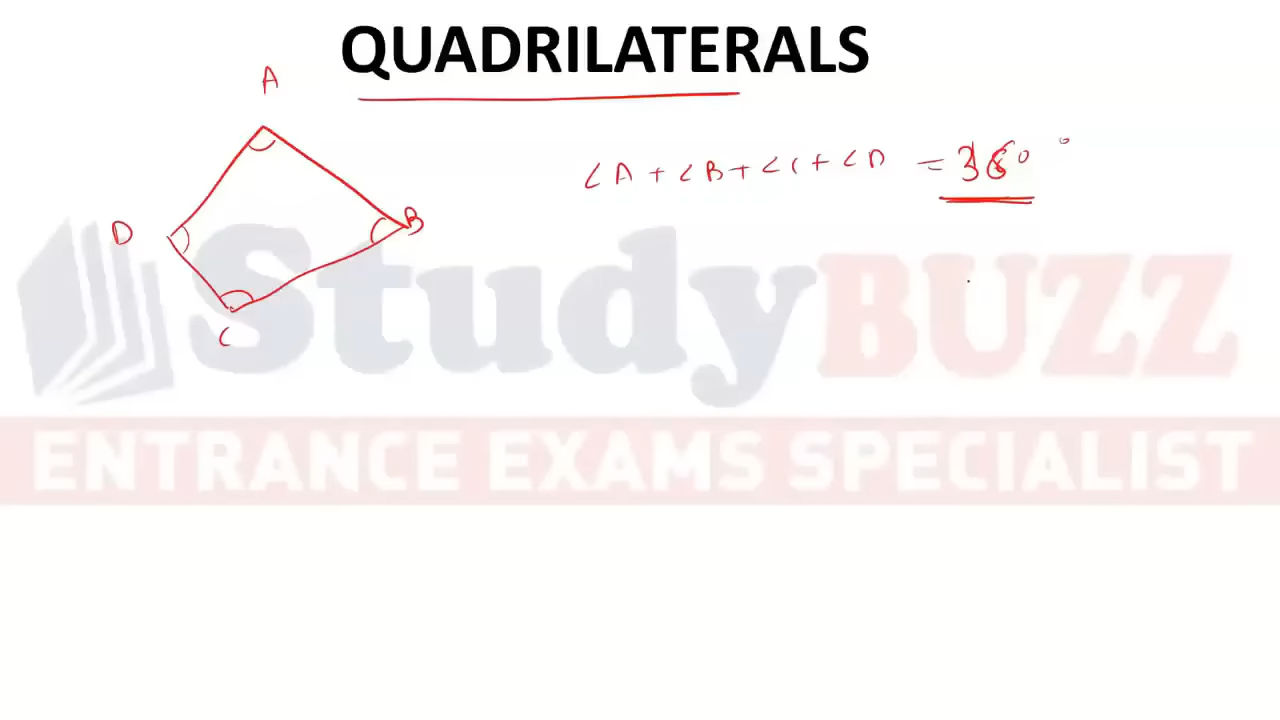 QUADRILATERALS
A
∠A + ∠B + ∠C + ∠D = 360°
D
B
C
StudyBUZZ
ENTRANCE EXAMS SPECIALIST